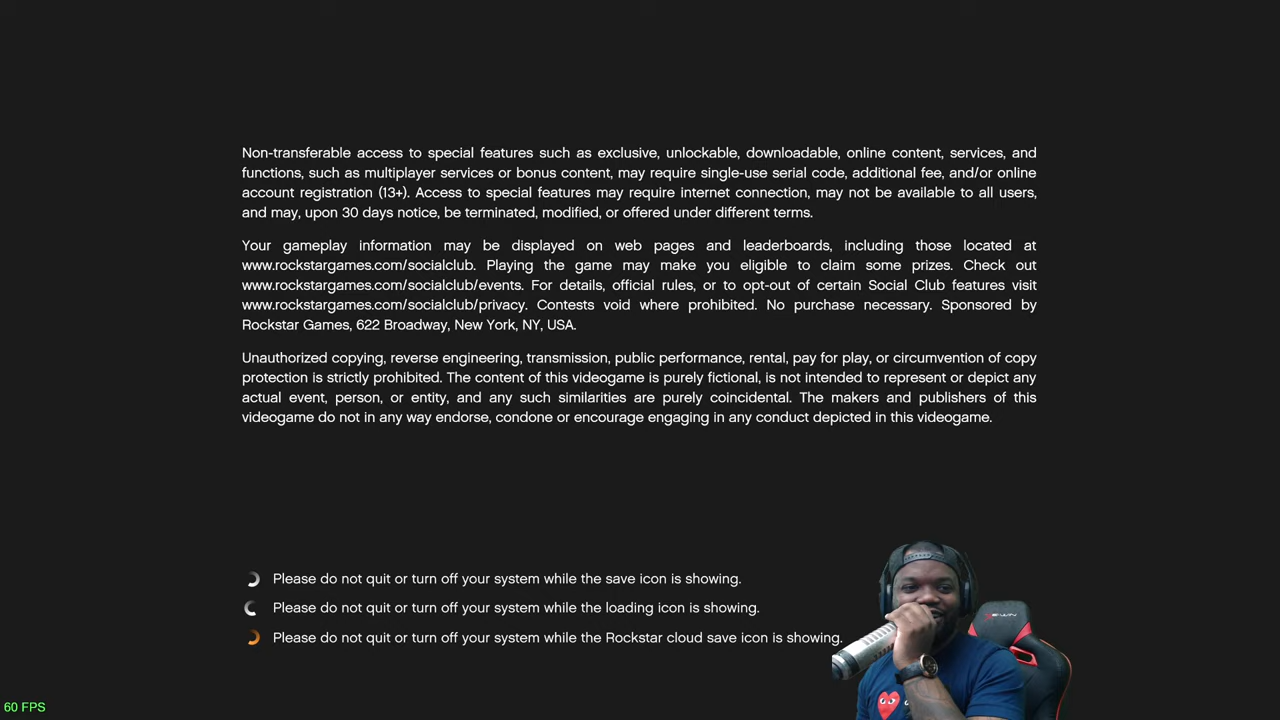 Non-transferable access to special features such as exclusive, unlockable, downloadable, online content, services, and
functions, such as multiplayer services or bonus content, may require single-use serial code, additional fee, and/or online
account registration (13+). Access to special features may require internet connection, may not be available to all users,
and may, upon 30 days notice, be terminated, modified, or offered under different terms.
Your gameplay information may be displayed on web pages and leaderboards, including those located at
www.rockstargames.com/socialclub. Playing the game may make you eligible to claim some prizes. Check out
www.rockstargames.com/socialclub/events. For details, official rules, or to opt-out of certain Social Club features visit
www.rockstargames.com/socialclub/privacy. Contests void where prohibited. No purchase necessary. Sponsored by
Rockstar Games, 622 Broadway, New York, NY, USA.
Unauthorized copying, reverse engineering, transmission, public performance, rental, pay for play, or circumvention of copy
protection is strictly prohibited. The content of this videogame is purely fictional, is not intended to represent or depict any
actual event, person, or entity, and any such similarities are purely coincidental. The makers and publishers of this
videogame do not in any way endorse, condone or encourage engaging in any conduct depicted in this videogame.
Please do not quit or turn off your system while the save icon is showing.
Please do not quit or turn off your system while the loading icon is showing.
Please do not quit or turn off your system while the Rockstar cloud save icon is showing.
60 FPS